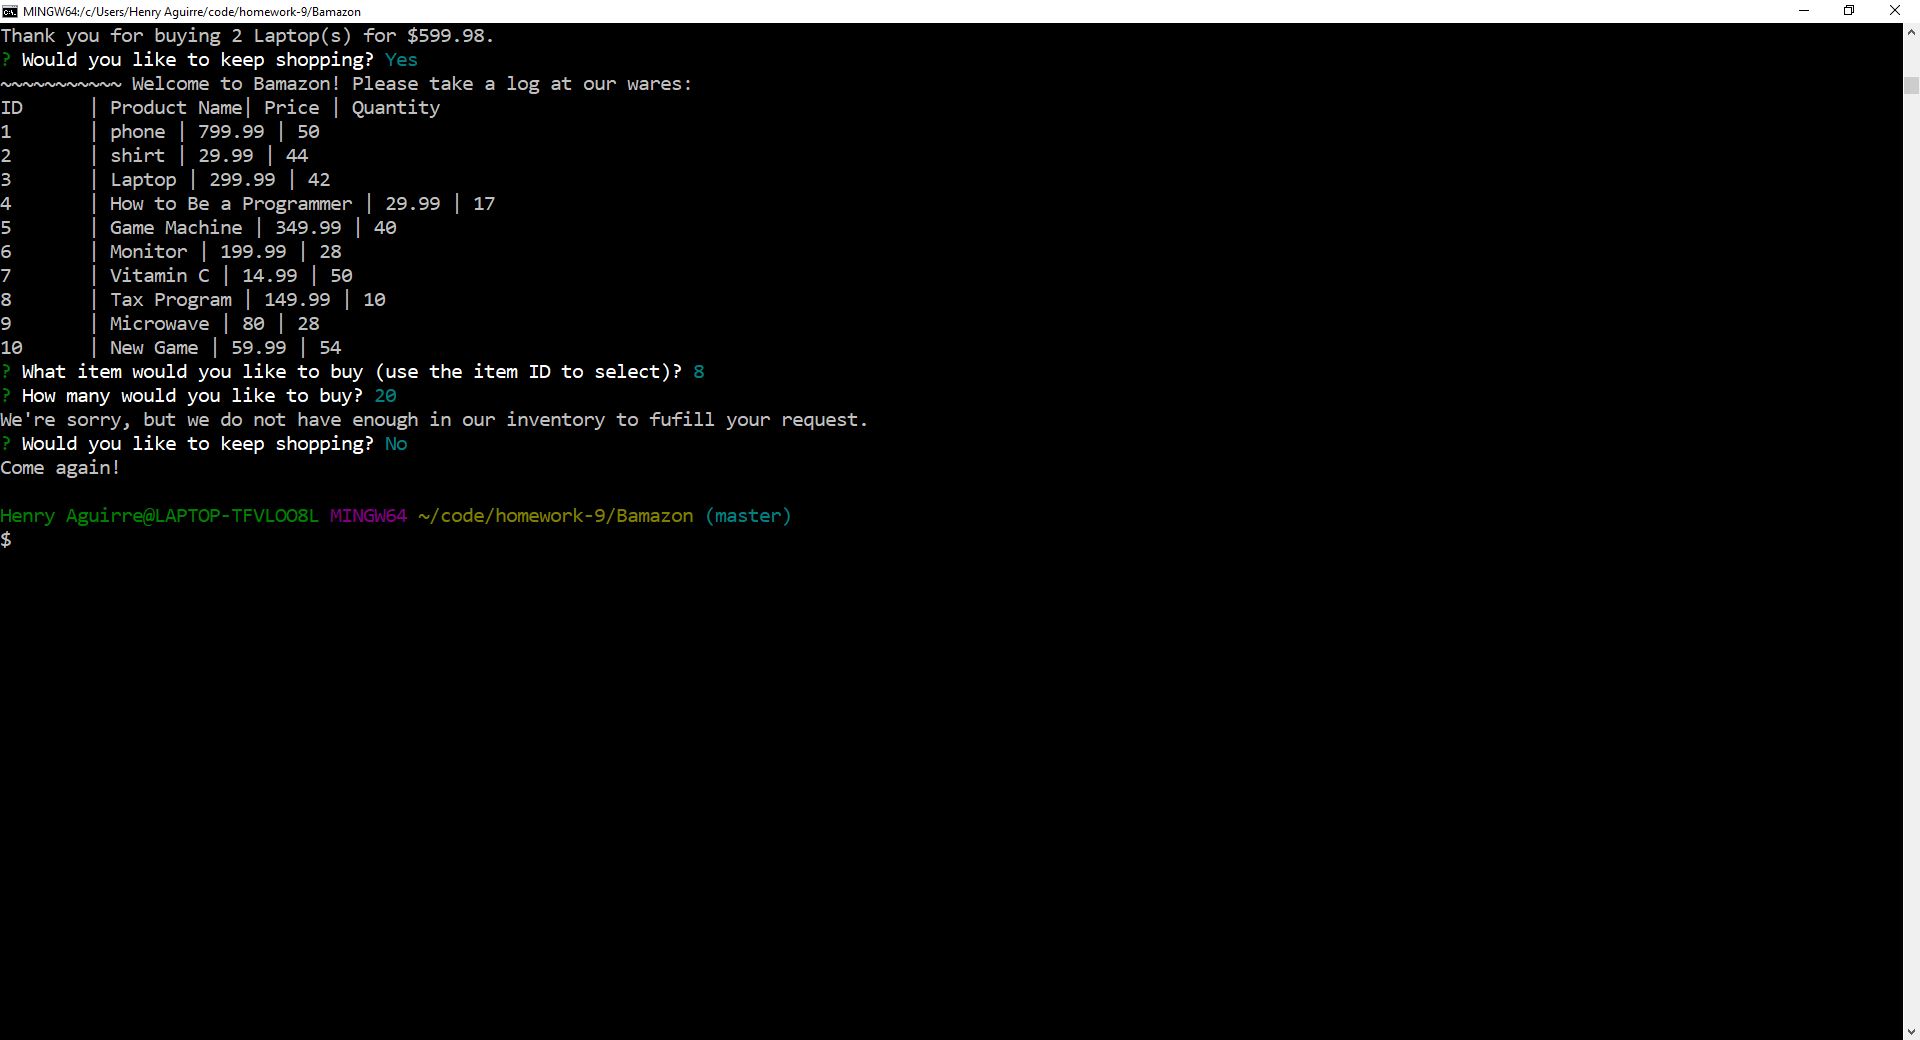 MINGW64:/c/Users/Henry Aguirre/code/homework-9/Bamazon
Thank you for buying 2 Laptop(s) for $599.98.
? Would you like to keep shopping? Yes
~~~~~~~~~~~ Welcome to Bamazon! Please take a log at our wares:
ID | Product Name| Price | Quantity
1 | phone | 799.99 | 50
2 | shirt | 29.99 | 44
3 | Laptop | 299.99 | 42
4 | How to Be a Programmer | 29.99 | 17
5 | Game Machine | 349.99 | 40
6 | Monitor | 199.99 | 28
7 | Vitamin C | 14.99 | 50
8 | Tax Program | 149.99 | 10
9 | Microwave | 80 | 28
10 | New Game | 59.99 | 54
? What item would you like to buy (use the item ID to select)? 8
? How many would you like to buy? 20
We're sorry, but we do not have enough in our inventory to fufill your request.
? Would you like to keep shopping? No
Come again!
Henry Aguirre@LAPTOP-TFVLOO8L MINGW64 ~/code/homework-9/Bamazon (master)
$